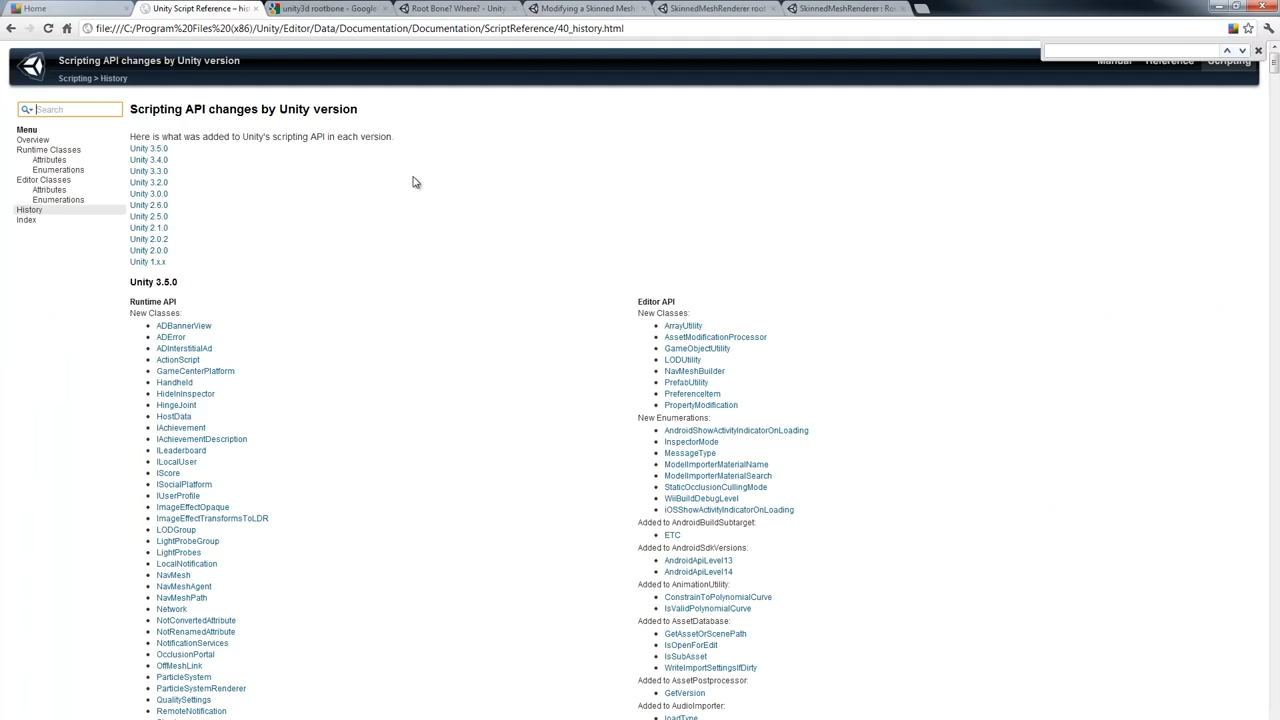 Home
Unity Script Reference – hist
unity3d rootbone - Google
Root Bone? Where? - Unity
Modifying a Skinned Mesh
SkinnedMeshRenderer root
SkinnedMeshRenderer s Roo
file:///C:/Program%20Files%20(x86)/Unity/Editor/Data/Documentation/Documentation/ScriptReference/40_history.html
Scripting API changes by Unity version
Manual Reference Scripting
Scripting > History
Search
Menu
Overview
Runtime Classes
Attributes
Enumerations
Editor Classes
Attributes
Enumerations
History
Index
Scripting API changes by Unity version
Here is what was added to Unity's scripting API in each version.
Unity 3.5.0
Unity 3.4.0
Unity 3.3.0
Unity 3.2.0
Unity 3.0.0
Unity 2.6.0
Unity 2.5.0
Unity 2.1.0
Unity 2.0.2
Unity 2.0.0
Unity 1.x.x
Unity 3.5.0
Runtime API
New Classes:
ADBannerView
ADError
ADInterstitialAd
ActionScript
GameCenterPlatform
Handheld
HideInInspector
HingeJoint
HostData
IAchievement
IAchievementDescription
ILeaderboard
ILocalUser
IScore
ISocialPlatform
IUserProfile
ImageEffectOpaque
ImageEffectTransformsToLDR
LODGroup
LightProbeGroup
LightProbes
LocalNotification
NavMesh
NavMeshAgent
NavMeshPath
Network
NotConvertedAttribute
NotRenamedAttribute
NotificationServices
OcclusionPortal
OffMeshLink
ParticleSystem
ParticleSystemRenderer
QualitySettings
RemoteNotification
Editor API
New Classes:
ArrayUtility
AssetModificationProcessor
GameObjectUtility
LODUtility
NavMeshBuilder
PrefabUtility
PreferenceItem
PropertyModification
New Enumerations:
AndroidShowActivityIndicatorOnLoading
InspectorMode
MessageType
ModelImporterMaterialName
ModelImporterMaterialSearch
StaticOcclusionCullingMode
WiiBuildDebugLevel
iOSShowActivityIndicatorOnLoading
Added to AndroidBuildSubtarget:
ETC
Added to AndroidSdkVersions:
AndroidApiLevel13
AndroidApiLevel14
Added to AnimationUtility:
ConstrainToPolynomialCurve
IsValidPolynomialCurve
Added to AssetDatabase:
GetAssetOrScenePath
IsOpenForEdit
IsSubAsset
WriteImportSettingsIfDirty
Added to AssetPostprocessor:
GetVersion
Added to AudioImporter:
loadType